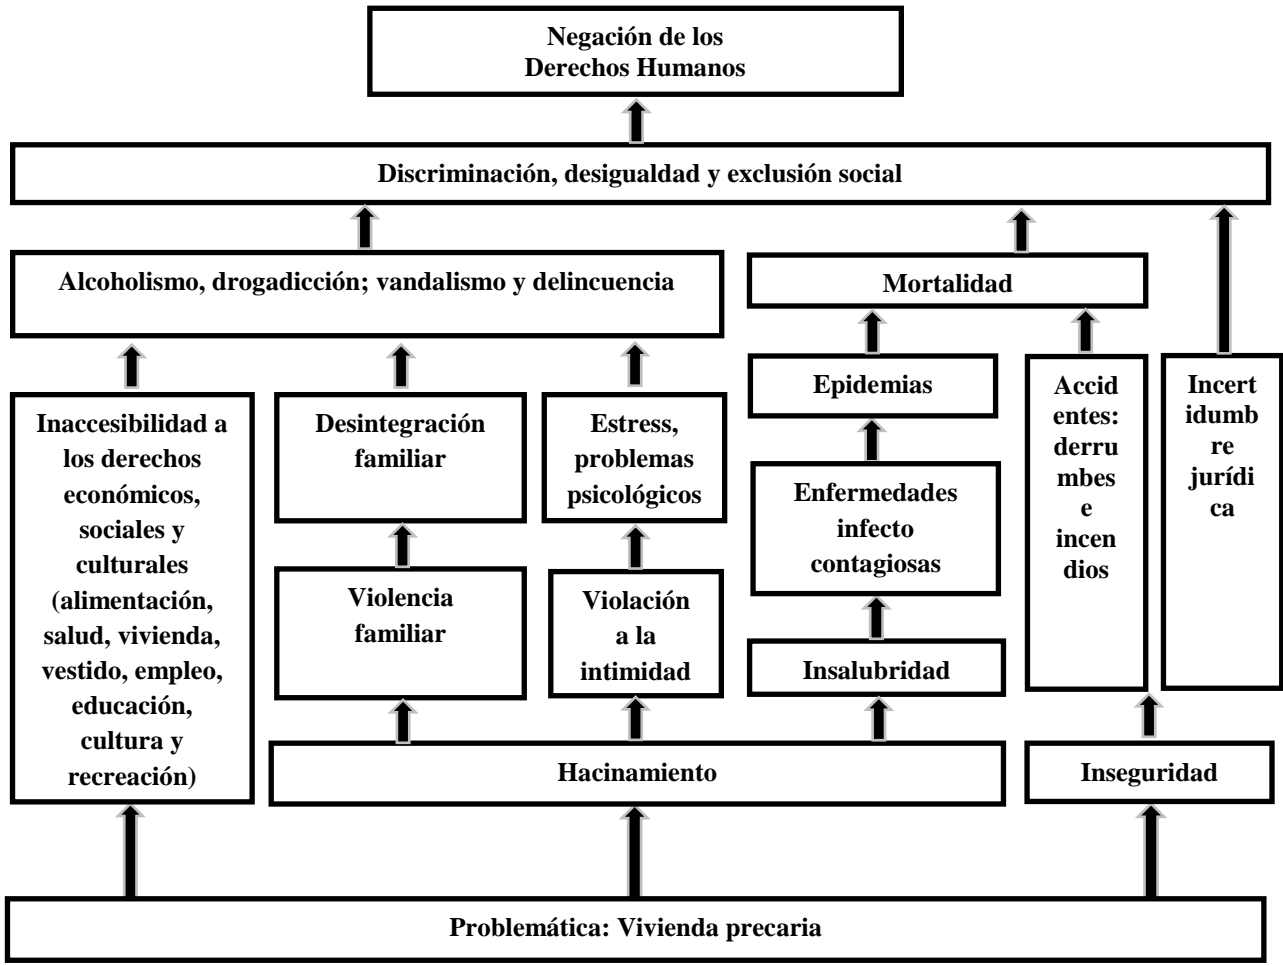 Negación de los
Derechos Humanos
Discriminación, desigualdad y exclusión social
Alcoholismo, drogadicción; vandalismo y delincuencia
Mortalidad
Inaccesibilidad a
los derechos
económicos,
sociales y
culturales
(alimentación,
salud, vivienda,
vestido, empleo,
educación,
cultura y
recreación)
Desintegración
familiar
Estress,
problemas
psicológicos
Epidemias
Accid
entes:
derru
mbes
e
incen
dios
Incert
idumb
re
jurídi
ca
Enfermedades
infecto
contagiosas
Violencia
familiar
Violación
a la
intimidad
Insalubridad
Hacinamiento
Inseguridad
Problemática: Vivienda precaria